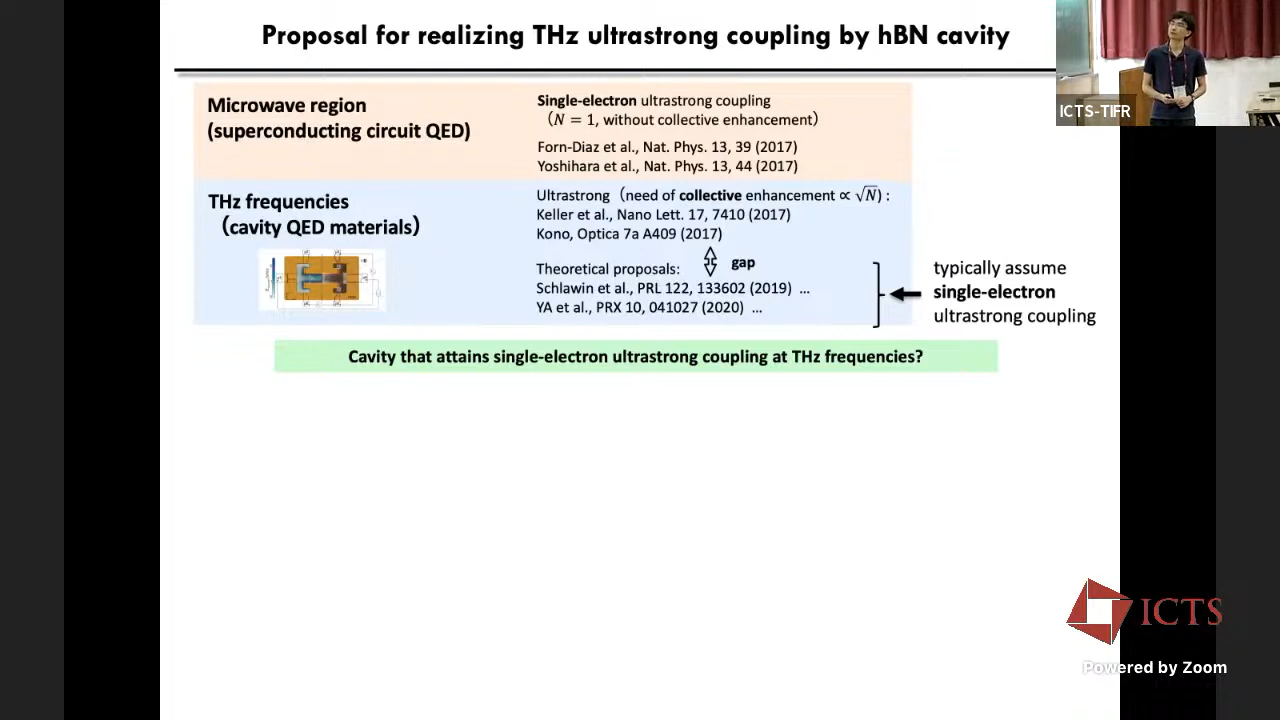 Proposal for realizing THz ultrastrong coupling by hBN cavity
ICTS-TIFR
Microwave region
(superconducting circuit QED)
Single-electron ultrastrong coupling
(N = 1, without collective enhancement)
Forn-Diaz et al., Nat. Phys. 13, 39 (2017)
Yoshihara et al., Nat. Phys. 13, 44 (2017)
THz frequencies
(cavity QED materials)
Ultrastrong (need of collective enhancement ∝ √N) :
Keller et al., Nano Lett. 17, 7410 (2017)
Kono, Optica 7a A409 (2017)
gap
Theoretical proposals:
Schlawin et al., PRL 122, 133602 (2019) ...
YA et al., PRX 10, 041027 (2020) ...
typically assume
single-electron
ultrastrong coupling
Cavity that attains single-electron ultrastrong coupling at THz frequencies?
ICTS
Powered by Zoom